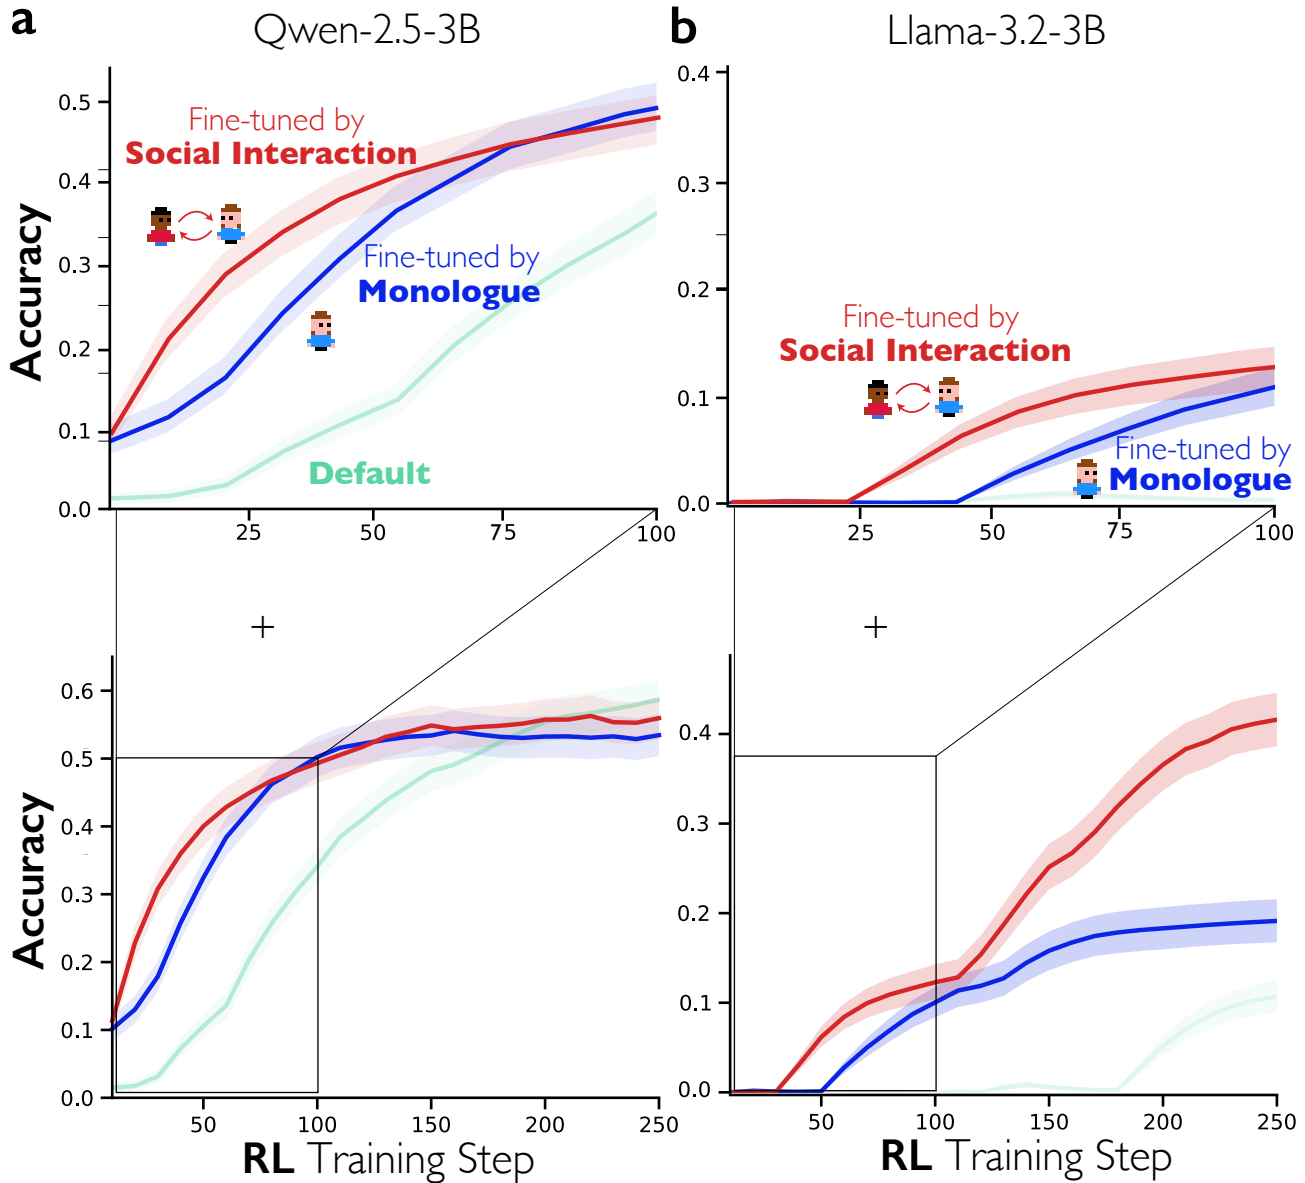 a
Qwen-2.5-3B
b
Llama-3.2-3B
Accuracy
0.5
0.4
0.3
0.2
0.1
0.0
25
50
75
100
Fine-tuned by
Social Interaction
Fine-tuned by
Monologue
Default
0.4
0.3
0.2
0.1
0.0
25
50
75
100
Fine-tuned by
Social Interaction
Fine-tuned by
Monologue
+
+
Accuracy
0.6
0.5
0.4
0.3
0.2
0.1
0.0
50
100
150
200
250
RL Training Step
0.4
0.3
0.2
0.1
0.0
50
100
150
200
250
RL Training Step